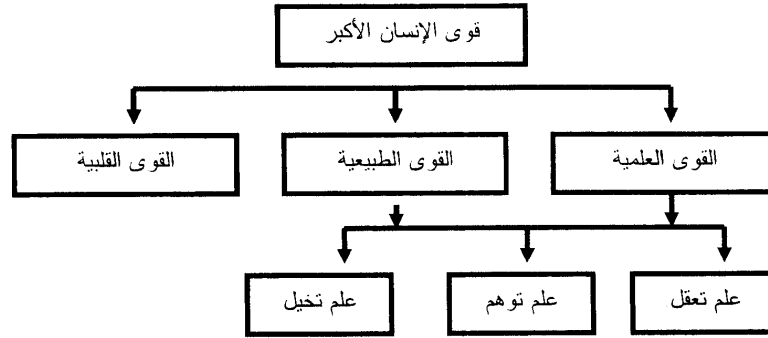 قوى الإنسان الأكبر
القوى العلمية
القوى الطبيعية
القوى القلبية
علم تعقل
علم توهم
علم تخيل